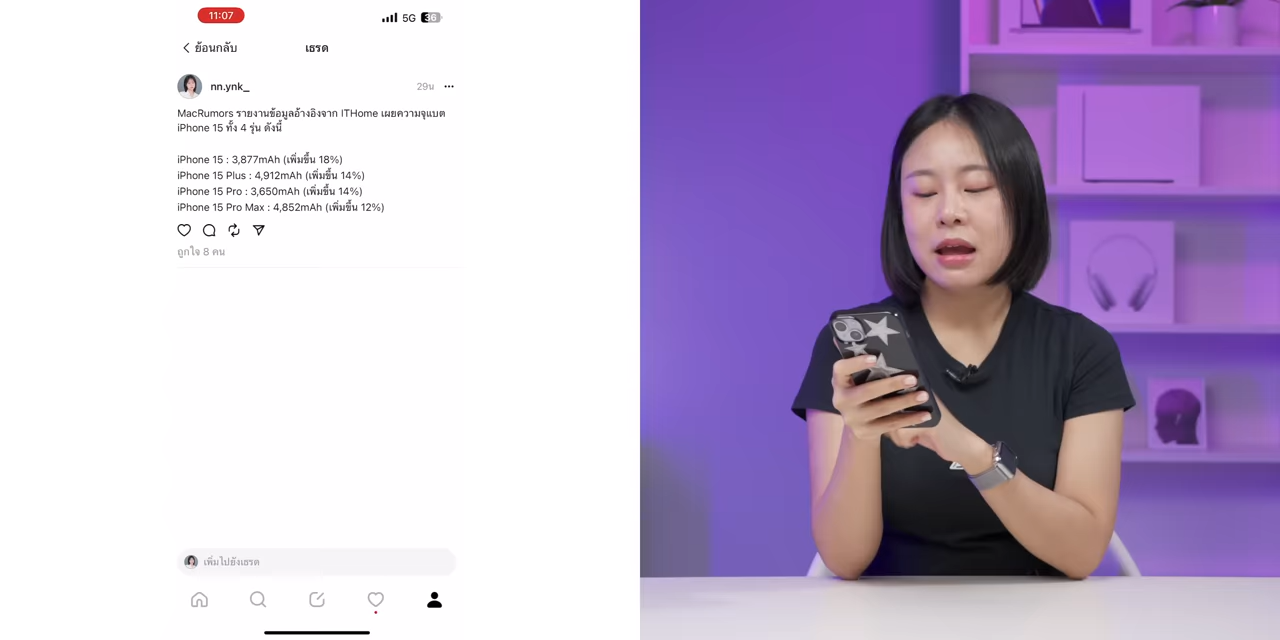 11:07
5G 36
ย้อนกลับ
เธรด
nn.ynk_
29น
MacRumors รายงานข้อมูลอ้างอิงจาก ITHome เผยความจุแบต
iPhone 15 ทั้ง 4 รุ่น ดังนี้
iPhone 15 : 3,877mAh (เพิ่มขึ้น 18%)
iPhone 15 Plus : 4,912mAh (เพิ่มขึ้น 14%)
iPhone 15 Pro : 3,650mAh (เพิ่มขึ้น 14%)
iPhone 15 Pro Max : 4,852mAh (เพิ่มขึ้น 12%)
ถูกใจ 8 คน
เพิ่มไปยังเธรด